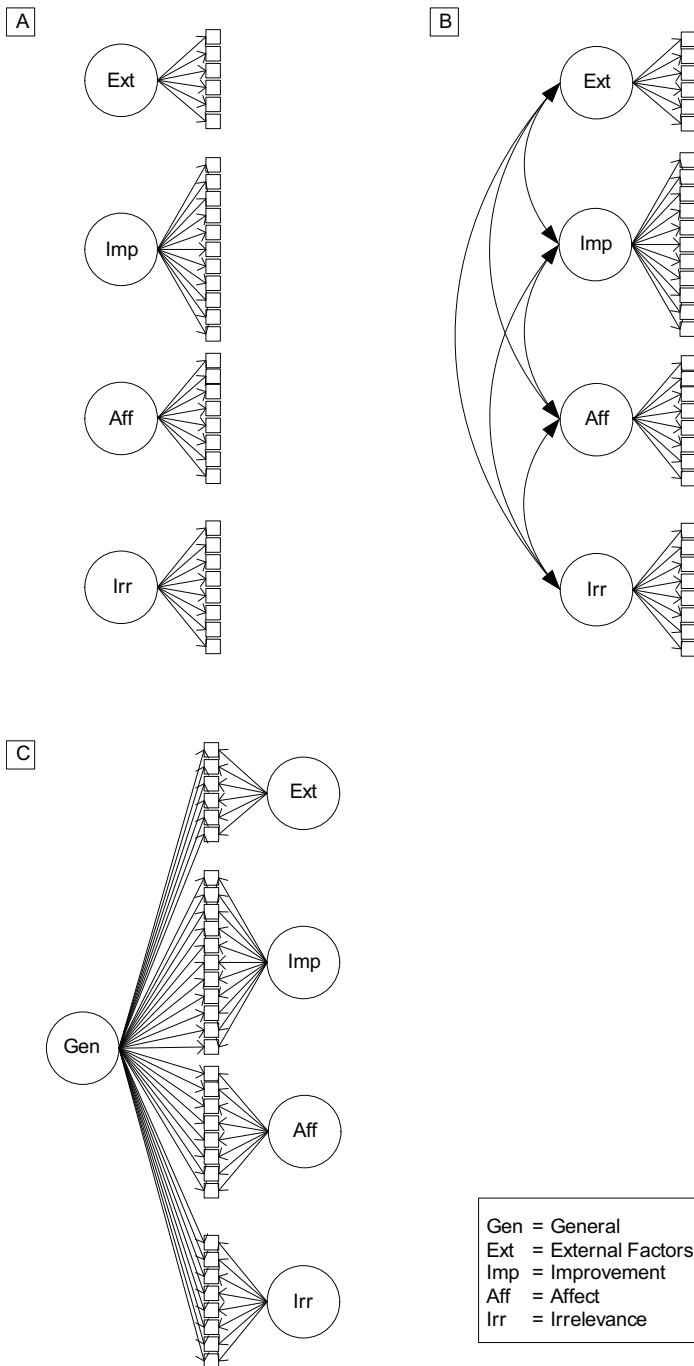 A
Ext
Imp
Aff
Irr
B
Ext
Imp
Aff
Irr
C
Gen
Ext
Imp
Aff
Irr
Gen = General
Ext = External Factors
Imp = Improvement
Aff = Affect
Irr = Irrelevance